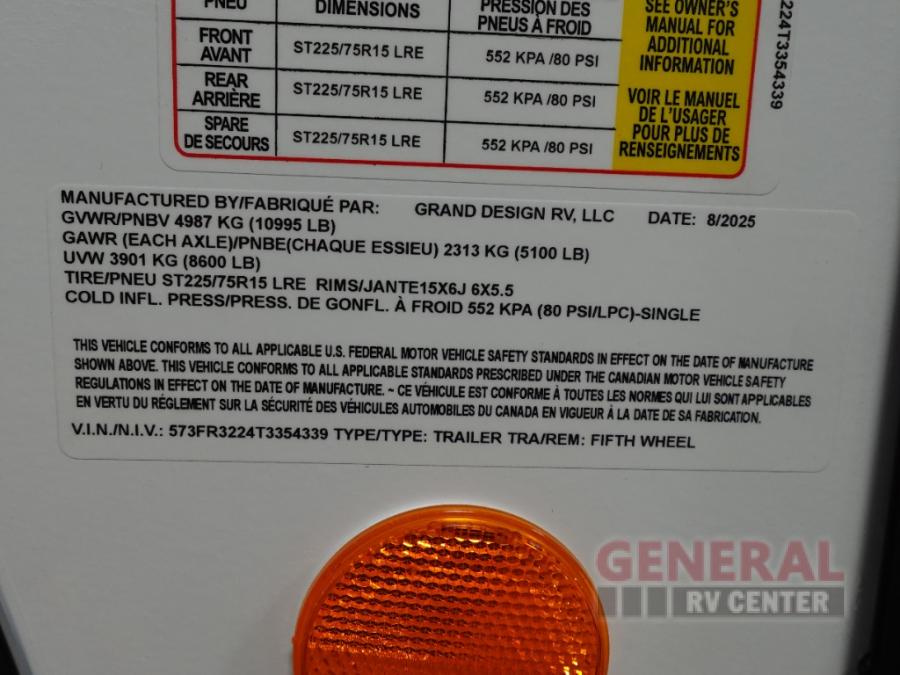 PNEU DIMENSIONS PRESSION DES
PNEUS À FROID
FRONT
AVANT ST225/75R15 LRE 552 KPA /80 PSI
REAR
ARRIÈRE ST225/75R15 LRE 552 KPA /80 PSI
SPARE
DE SECOURS ST225/75R15 LRE 552 KPA /80 PSI
SEE OWNER'S
MANUAL FOR
ADDITIONAL
INFORMATION
VOIR LE MANUEL
DE L'USAGER
POUR PLUS DE
RENSEIGNEMENTS
224T3354339
MANUFACTURED BY/FABRIQUÉ PAR: GRAND DESIGN RV, LLC DATE: 8/2025
GVWR/PNBV 4987 KG (10995 LB)
GAWR (EACH AXLE)/PNBE(CHAQUE ESSIEU) 2313 KG (5100 LB)
UVW 3901 KG (8600 LB)
TIRE/PNEU ST225/75R15 LRE RIMS/JANTE15X6J 6X5.5
COLD INFL. PRESS/PRESS. DE GONFL. À FROID 552 KPA (80 PSI/LPC)-SINGLE
THIS VEHICLE CONFORMS TO ALL APPLICABLE U.S. FEDERAL MOTOR VEHICLE SAFETY STANDARDS IN EFFECT ON THE DATE OF MANUFACTURE
SHOWN ABOVE. THIS VEHICLE CONFORMS TO ALL APPLICABLE STANDARDS PRESCRIBED UNDER THE CANADIAN MOTOR VEHICLE SAFETY
REGULATIONS IN EFFECT ON THE DATE OF MANUFACTURE. ~ CE VÉHICULE EST CONFORME À TOUTES LES NORMES QUI LUI SONT APPLICABLES
EN VERTU DU RÉGLEMENT SUR LA SÉCURITÉ DES VÉHICULES AUTOMOBILES DU CANADA EN VIGUEUR À LA DATE DE SA FABRICATION.
V.I.N./N.I.V.: 573FR3224T3354339 TYPE/TYPE: TRAILER TRA/REM: FIFTH WHEEL
GENERAL
RV CENTER